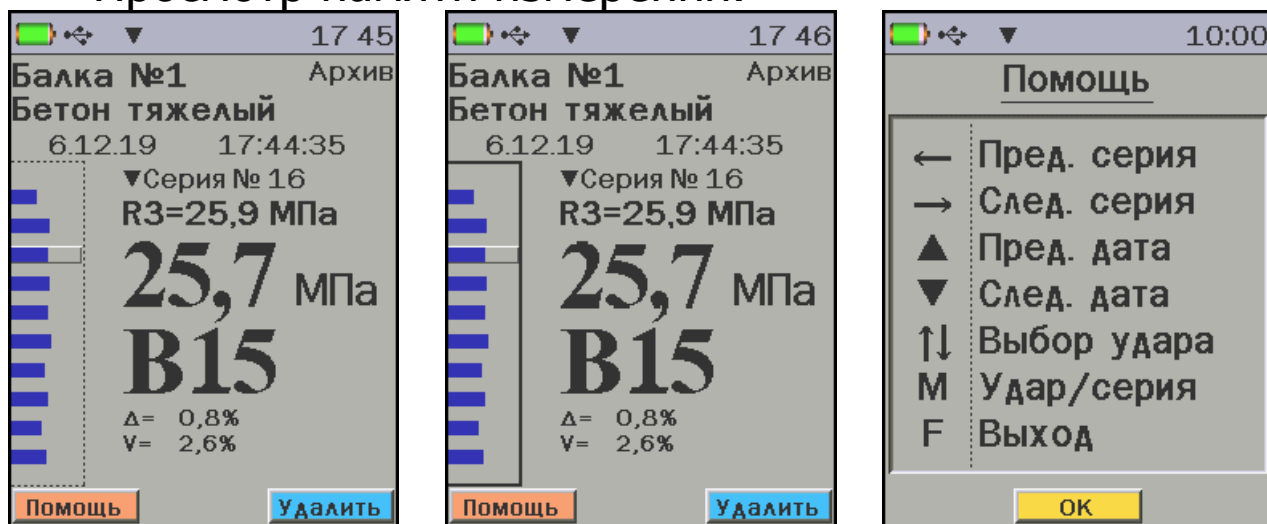 Просмотр памяти измерений:
17 45
Балка №1 Архив
Бетон тяжелый
6.12.19 17:44:35
▼Серия № 16
R3=25,9 МПа
25,7 МПа
B15
Δ= 0,8%
V= 2,6%
Помощь Удалить
17 46
Балка №1 Архив
Бетон тяжелый
6.12.19 17:44:35
▼Серия № 16
R3=25,9 МПа
25,7 МПа
B15
Δ= 0,8%
V= 2,6%
Помощь Удалить
10:00
Помощь
← Пред. серия
→ След. серия
▲ Пред. дата
▼ След. дата
↑↓ Выбор удара
М Удар/серия
F Выход
ОК